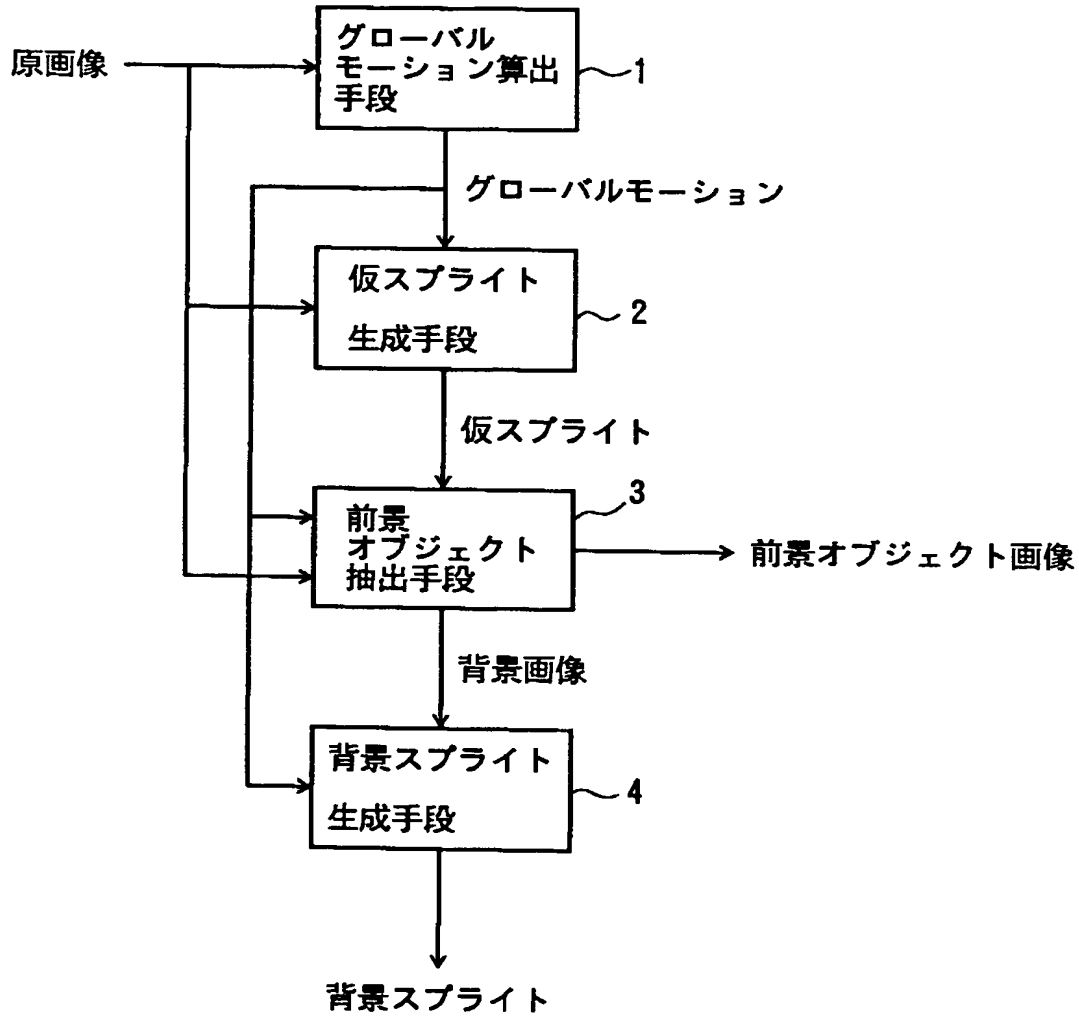 原画像
グローバル
モーション算出
手段
1
グローバルモーション
仮スプライト
生成手段
2
仮スプライト
前景
オブジェクト
抽出手段
3
前景オブジェクト画像
背景画像
背景スプライト
生成手段
4
背景スプライト